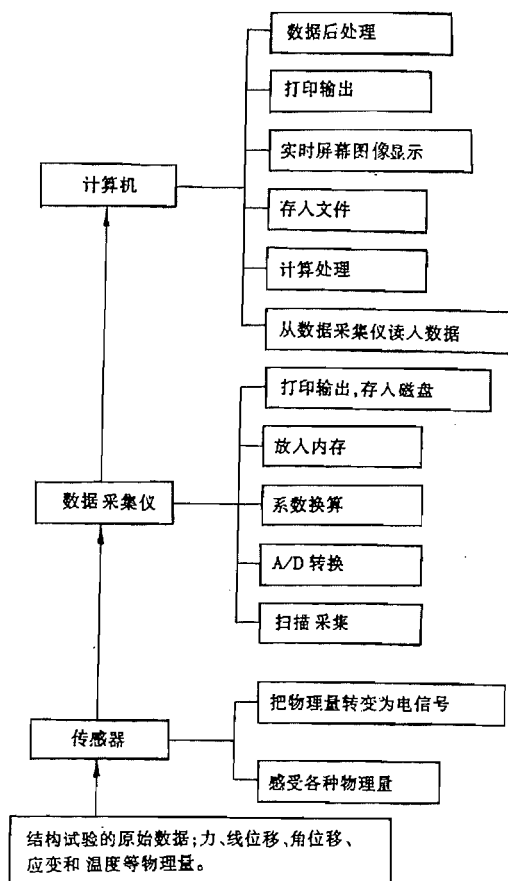 数据后处理
打印输出
实时屏幕图像显示
计算机
存入文件
计算处理
从数据采集仪读入数据
打印输出,存入磁盘
放入内存
数据采集仪
系数换算
A/D转换
扫描采集
把物理量转变为电信号
传感器
感受各种物理量
结构试验的原始数据;力、线位移、角位移、
应变和温度等物理量。